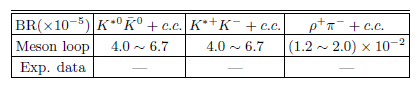 BR(×10⁻⁵) K*⁰K̄⁰ + c.c. K*⁺K⁻ + c.c. ρ⁺π⁻ + c.c.
Meson loop 4.0 ∼ 6.7 4.0 ∼ 6.7 (1.2 ∼ 2.0) × 10⁻²
Exp. data — — —